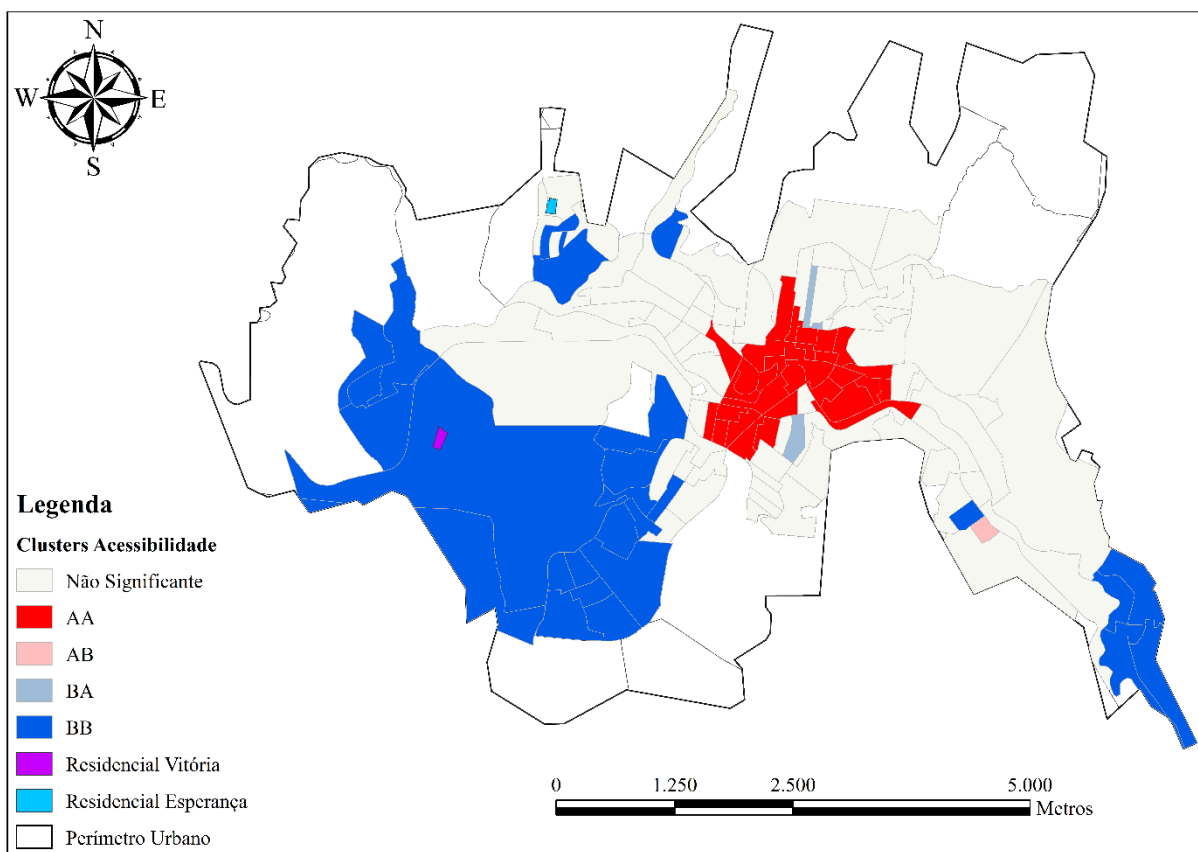 N
W E
S
Legenda
Clusters Acessibilidade
Não Significante
AA
AB
BA
BB
Residencial Vitória
Residencial Esperança
Perímetro Urbano
0 1.250 2.500 5.000
Metros